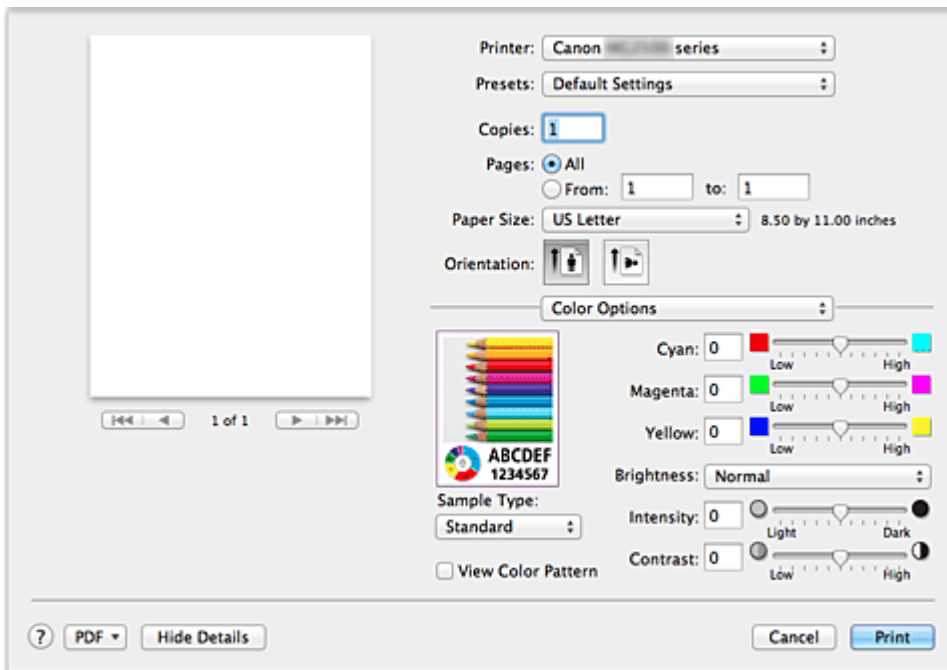 Printer: Canon series
Presets: Default Settings
Copies: 1
Pages: All
From: 1 to: 1
Paper Size: US Letter 8.50 by 11.00 inches
Orientation:
Color Options
Cyan: 0
Low High
Magenta: 0
Low High
Yellow: 0
Low High
Brightness: Normal
Intensity: 0
Light Dark
Contrast: 0
Low High
ABCDEF
1234567
Sample Type:
Standard
View Color Pattern
1 of 1
? PDF Hide Details Cancel Print